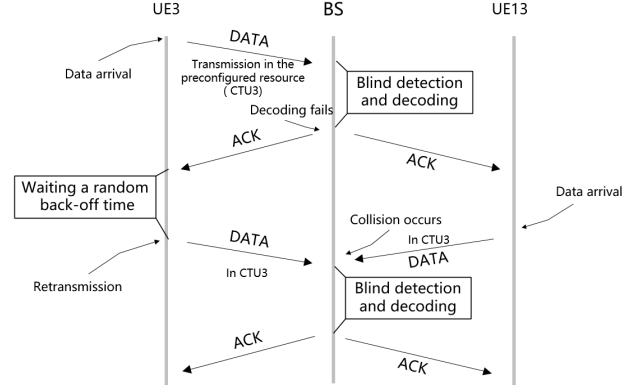 UE3
BS
UE13
DATA
Data arrival
Transmission in the
preconfigured resource
( CTU3)
Blind detection
and decoding
Decoding fails
ACK
ACK
Waiting a random
back-off time
Data arrival
Collision occurs
DATA
In CTU3
DATA
In CTU3
Retransmission
Blind detection
and decoding
ACK
ACK